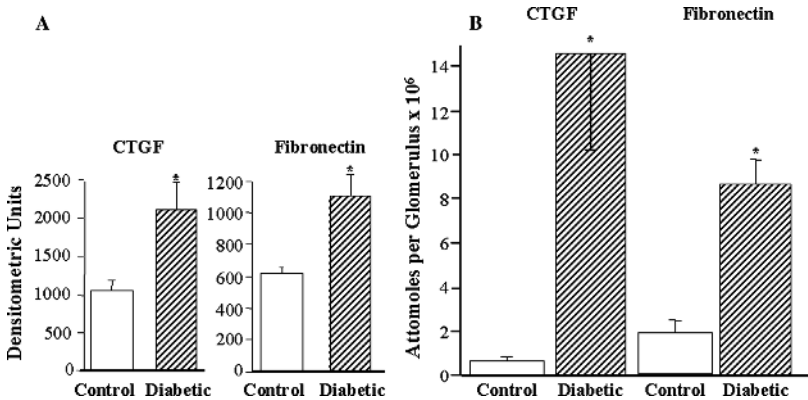 A
CTGF
Fibronectin
Densitometric Units
2500
2000
1500
1000
500
0
*
Control Diabetic
1200
1000
800
600
400
200
0
*
Control Diabetic
B
CTGF
Fibronectin
Attomoles per Glomerulus x 10⁶
14
12
10
8
6
4
2
0
*
*
Control Diabetic Control Diabetic